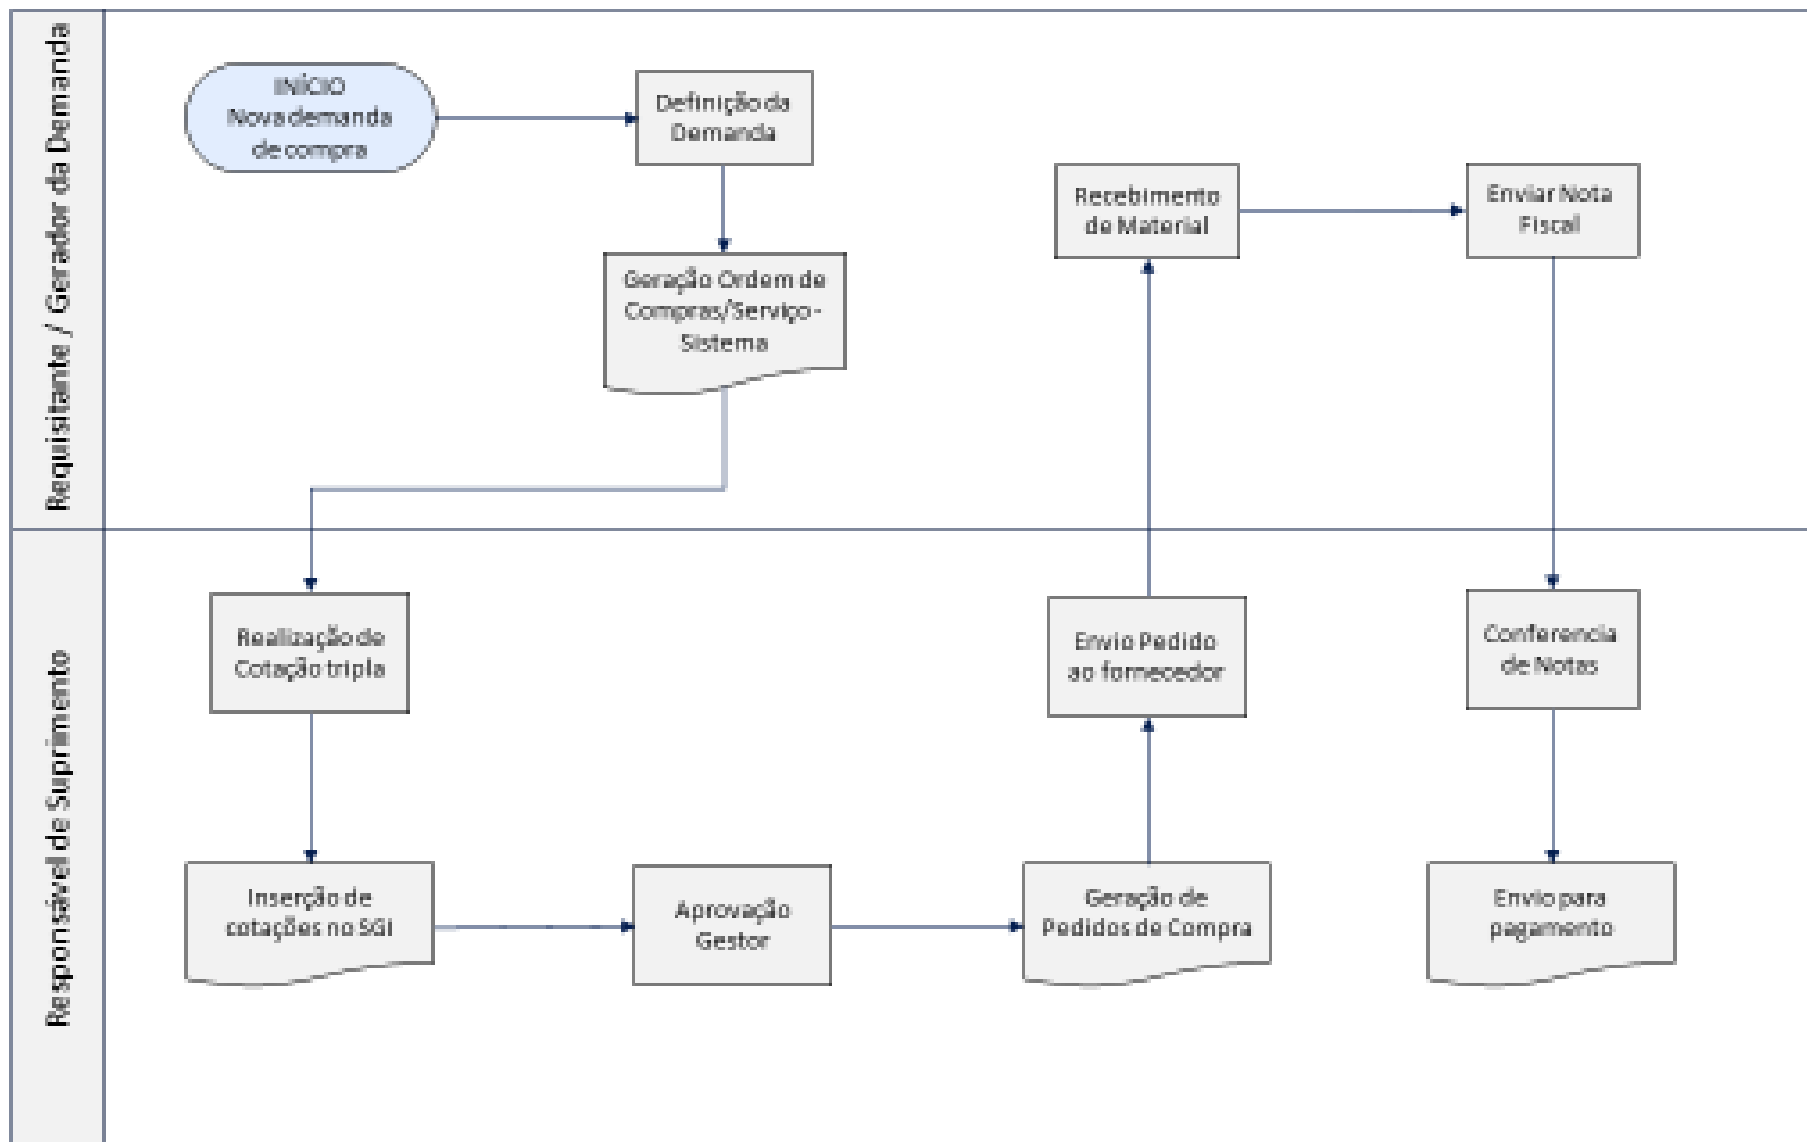 Requisitante / Gerador da Demanda
INÍCIO
Nova demanda
de compra
Definição da
Demanda
Geração Ordem de
Compras/Serviço -
Sistema
Recebimento
de Material
Enviar Nota
Fiscal
Responsável de Suprimento
Realização de
Cotação tripla
Inserção de
cotações no SGI
Aprovação
Gestor
Geração de
Pedidos de Compra
Envio Pedido
ao fornecedor
Conferencia
de Notas
Envio para
pagamento